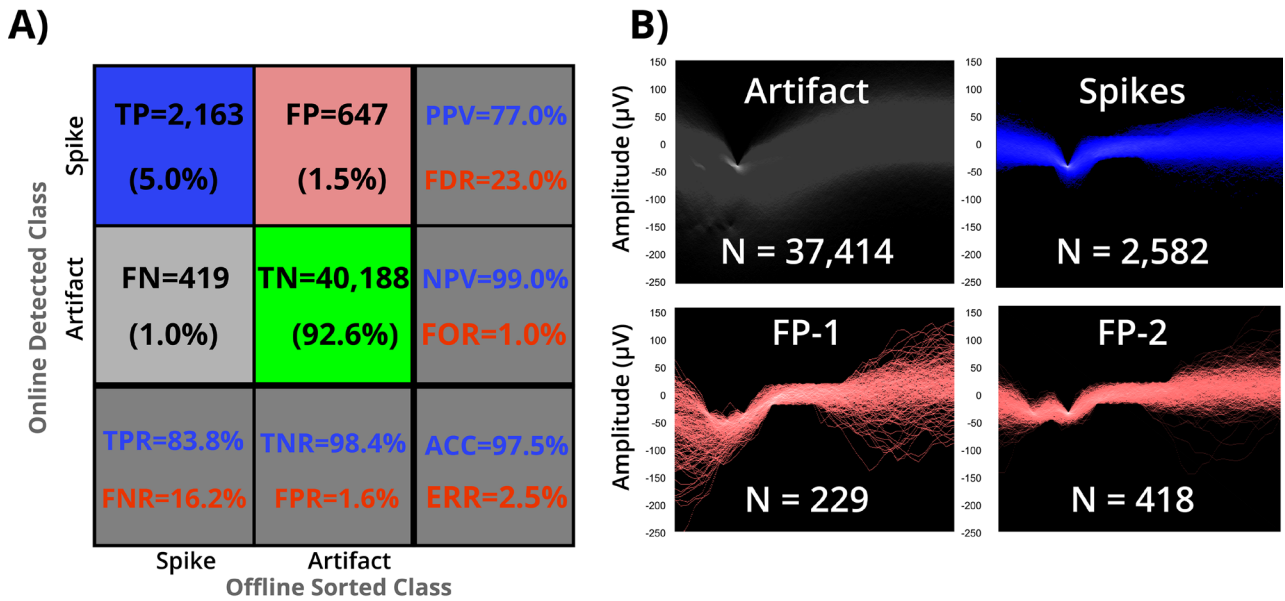 A)
TP=2,163
(5.0%)
FP=647
(1.5%)
PPV=77.0%
FDR=23.0%
FN=419
(1.0%)
TN=40,188
(92.6%)
NPV=99.0%
FOR=1.0%
TPR=83.8%
FNR=16.2%
TNR=98.4%
FPR=1.6%
ACC=97.5%
ERR=2.5%
Spike
Artifact
Online Detected Class
Spike
Artifact
Offline Sorted Class
B)
Amplitude (µV)
150
100
50
0
-50
-100
-150
-200
-250
Artifact
N = 37,414
150
100
50
0
-50
-100
-150
-200
-250
Spikes
N = 2,582
Amplitude (µV)
150
100
50
0
-50
-100
-150
-200
-250
FP-1
N = 229
150
100
50
0
-50
-100
-150
-200
-250
FP-2
N = 418